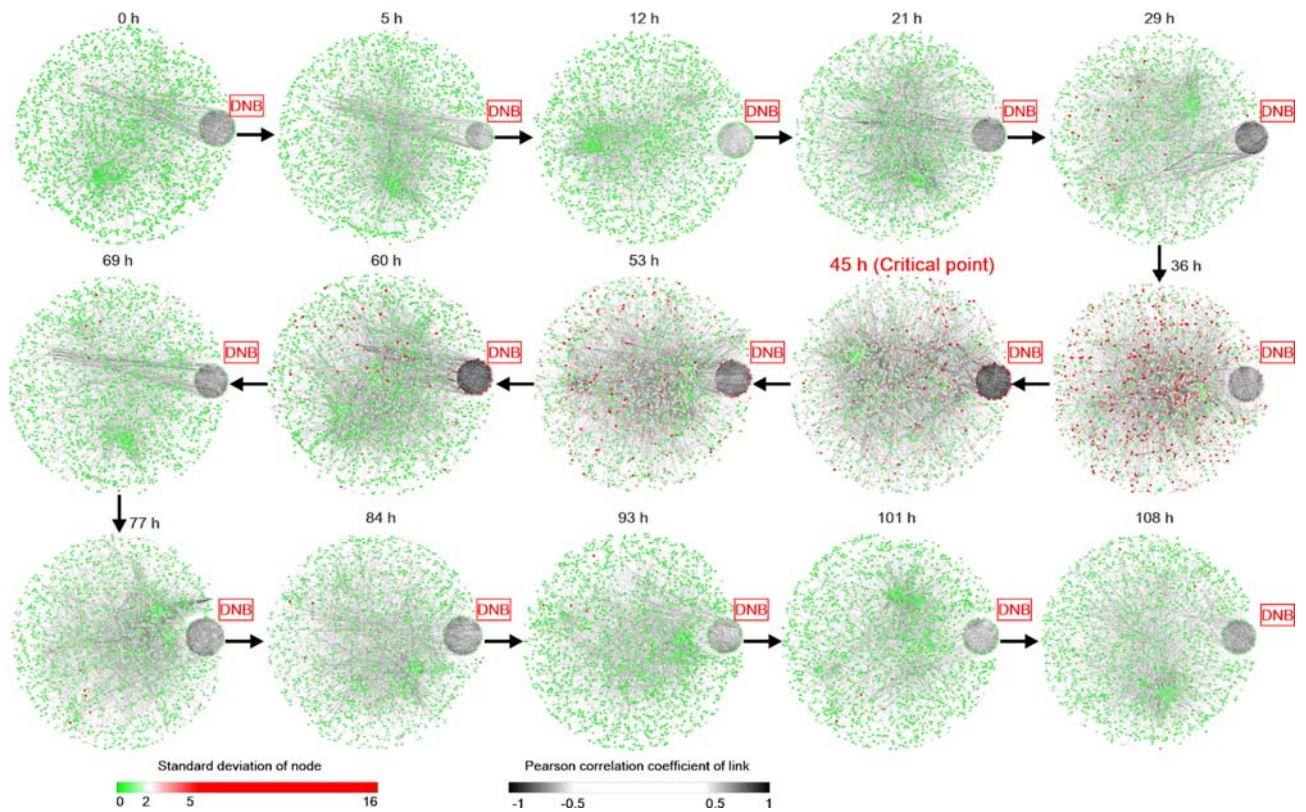 0 h
5 h
12 h
21 h
29 h
DNB
DNB
DNB
DNB
DNB
69 h
60 h
53 h
45 h (Critical point)
36 h
DNB
DNB
DNB
DNB
DNB
77 h
84 h
93 h
101 h
108 h
DNB
DNB
DNB
DNB
DNB
Standard deviation of node
0 2 5 16
Pearson correlation coefficient of link
-1 -0.5 0.5 1